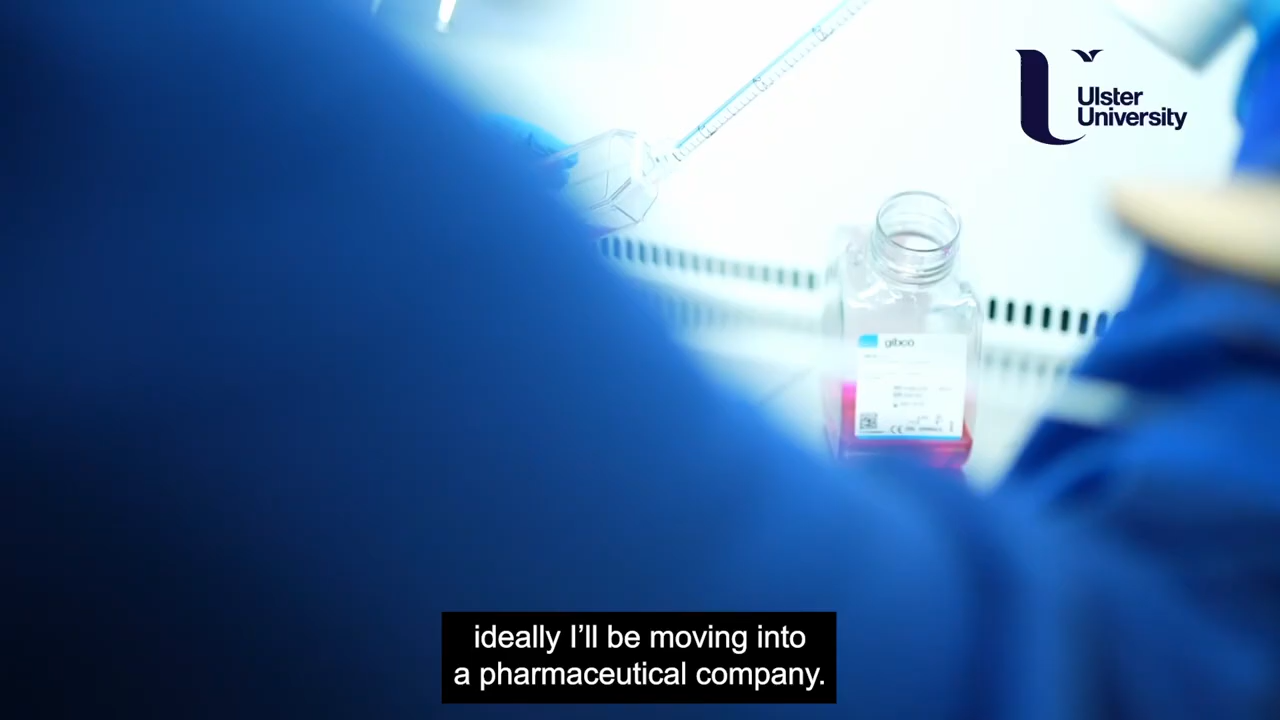 Ulster
University
gibco
ideally I'll be moving into
a pharmaceutical company.